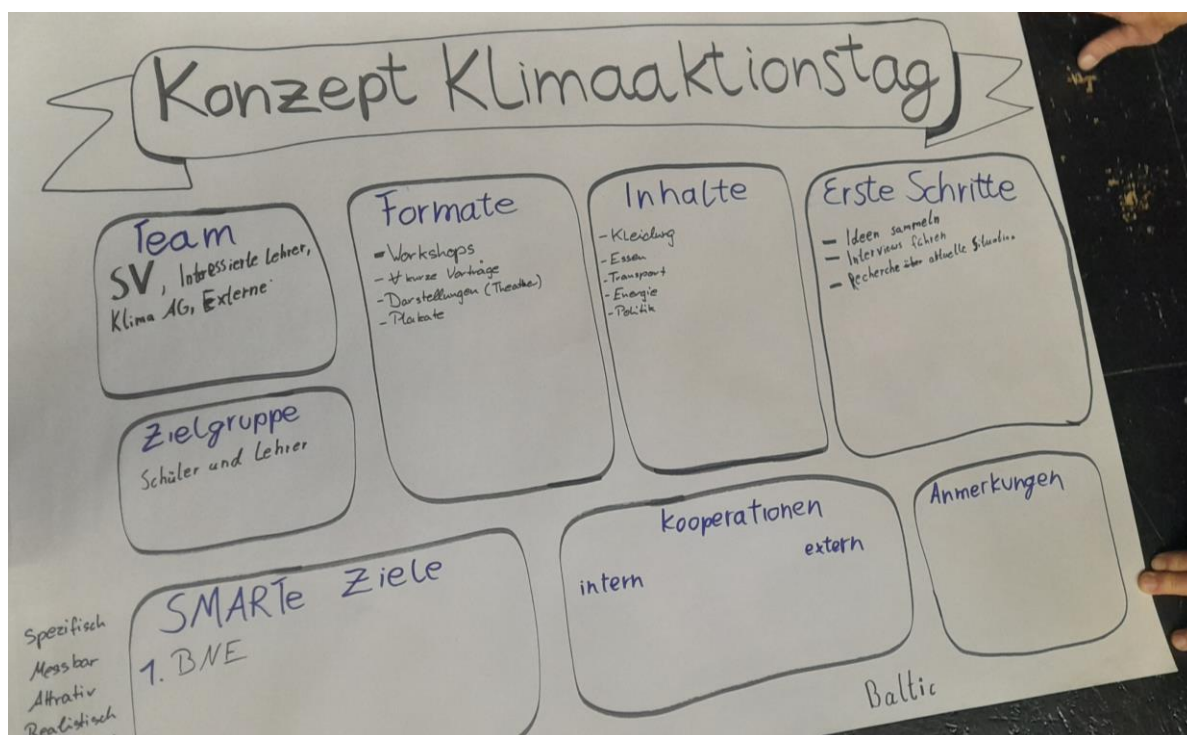 Konzept Klimaaktionstag
Team
SV, Interessierte Lehrer,
Klima AG, Externe
Zielgruppe
Schüler und Lehrer
Formate
- Workshops
- kurze Vorträge
- Darstellungen (Theather)
- Plakate
Inhalte
- Kleidung
- Essen
- Transport
- Energie
- Politik
Erste Schritte
- Ideen sammeln
- Interviews führen
- Recherche über aktuelle Situation
SMARTe Ziele
1. BNE
Spezifisch
Messbar
Attrativ
Realistisch
Kooperationen
extern
intern
Anmerkungen
Baltic